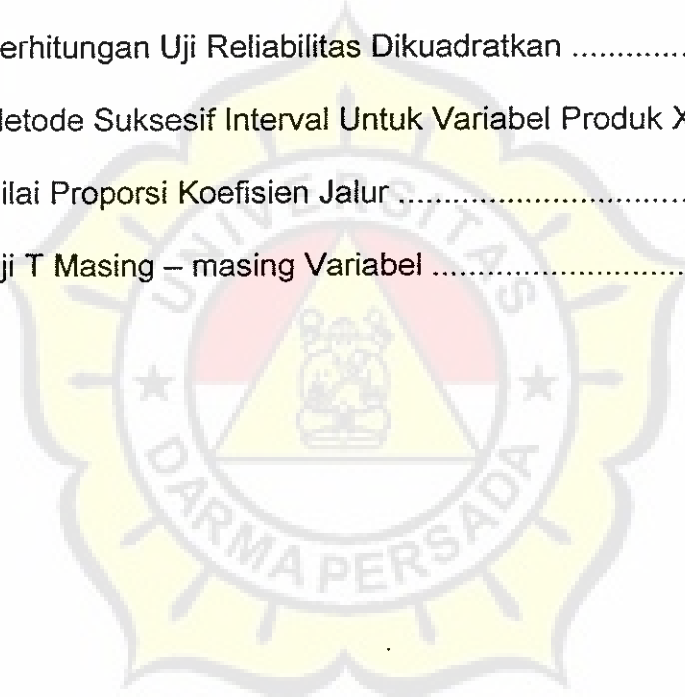 erhitungan Uji Reliabilitas Dikuadratkan ..............
letode Suksesif Interval Untuk Variabel Produk X
ilai Proporsi Koefisien Jalur ..............................
ji T Masing – masing Variabel ..........................
UNIVERSITAS
DARMA PERSADA